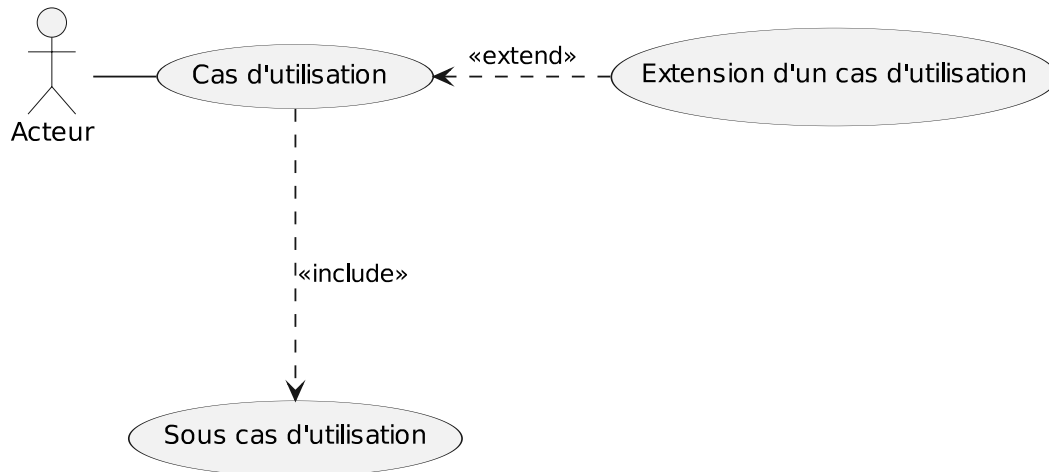 Acteur
Cas d'utilisation
«extend»
Extension d'un cas d'utilisation
«include»
Sous cas d'utilisation